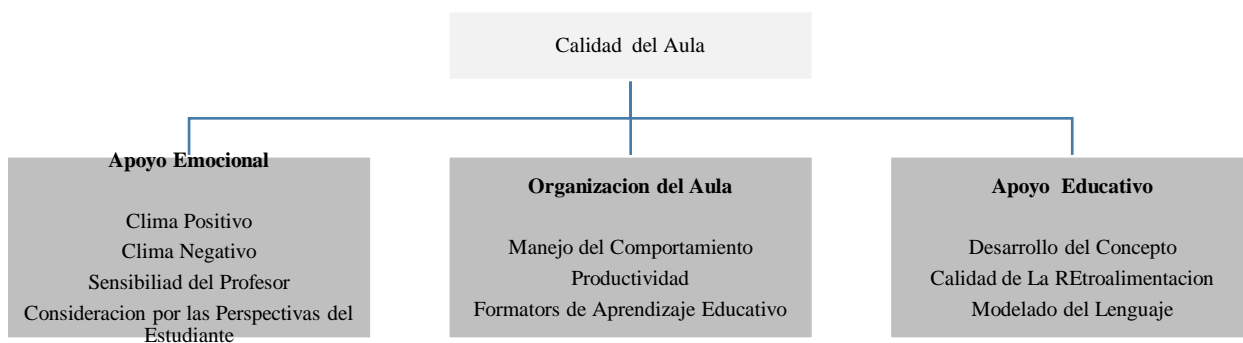 Calidad del Aula
Apoyo Emocional
Clima Positivo
Clima Negativo
Sensibiliad del Profesor
Consideracion por las Perspectivas del
Estudiante
Organizacion del Aula
Manejo del Comportamiento
Productividad
Formators de Aprendizaje Educativo
Apoyo Educativo
Desarrollo del Concepto
Calidad de La REtroalimentacion
Modelado del Lenguaje